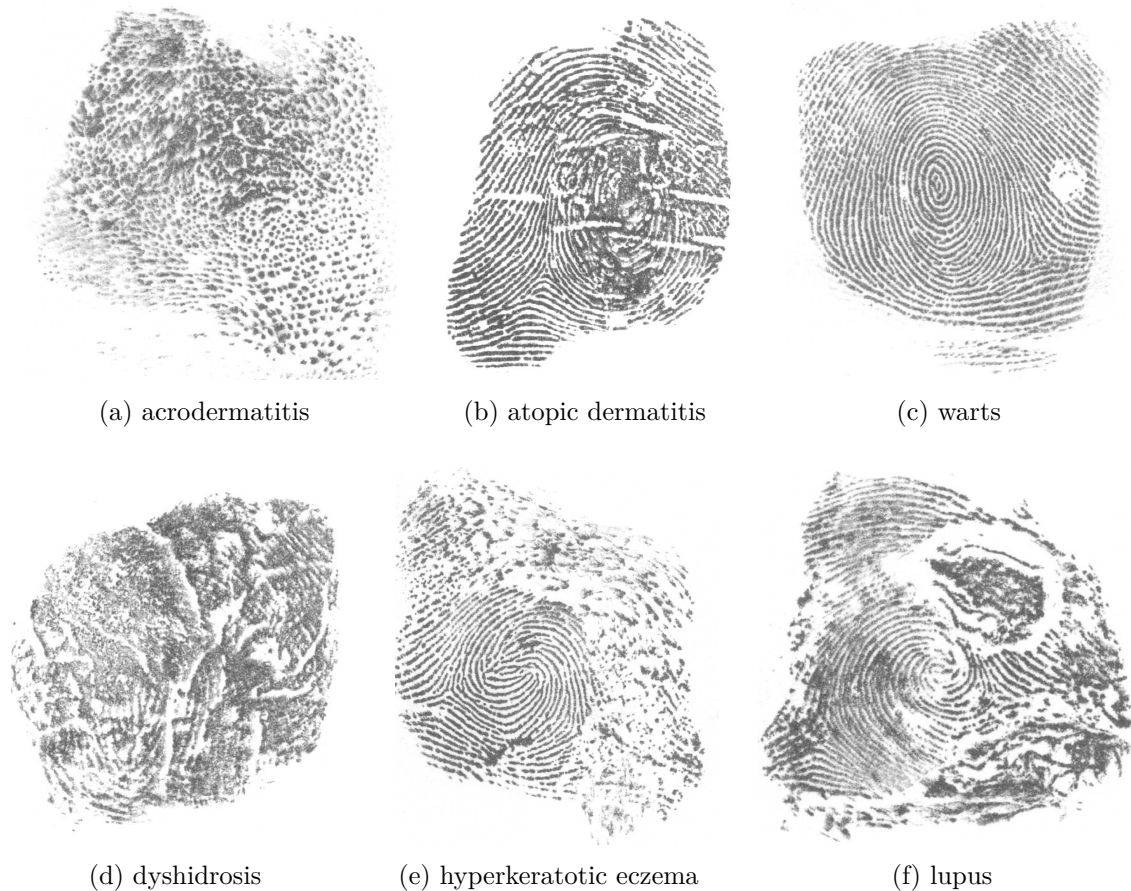 (a) acrodermatitis
(b) atopic dermatitis
(c) warts
(d) dyshidrosis
(e) hyperkeratotic eczema
(f) lupus